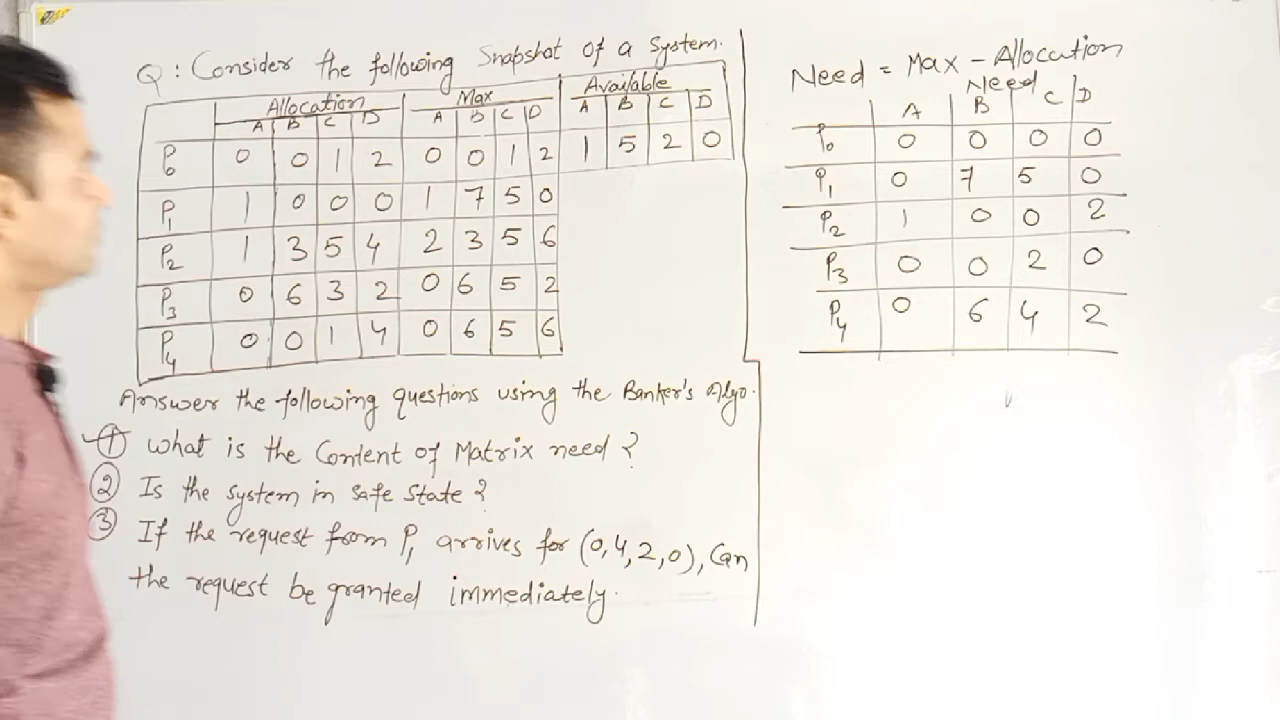 Q : Consider the following Snapshot of a System.
Allocation Max Available
A B C D A B C D A B C D
P0 0 0 1 2 0 0 1 2 1 5 2 0
P1 1 0 0 0 1 7 5 0
P2 1 3 5 4 2 3 5 6
P3 0 6 3 2 0 6 5 2
P4 0 0 1 4 0 6 5 6
Answer the following questions using the Banker's Algo.
① What is the Content of Matrix need ?
② Is the system in safe state ?
③ If the request from P1 arrives for (0,4,2,0), Can
the request be granted immediately.
Need = Max - Allocation
Need
A B C D
P0 0 0 0 0
P1 0 7 5 0
P2 1 0 0 2
P3 0 0 2 0
P4 0 6 4 2